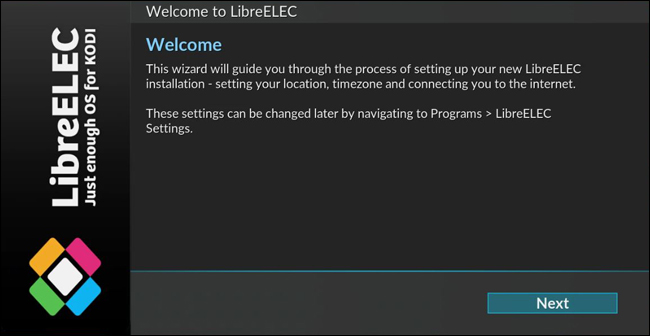 Welcome to LibreELEC
LibreELEC
Just enough OS for KODI
Welcome
This wizard will guide you through the process of setting up your new LibreELEC
installation - setting your location, timezone and connecting you to the internet.
These settings can be changed later by navigating to Programs > LibreELEC
Settings.
Next